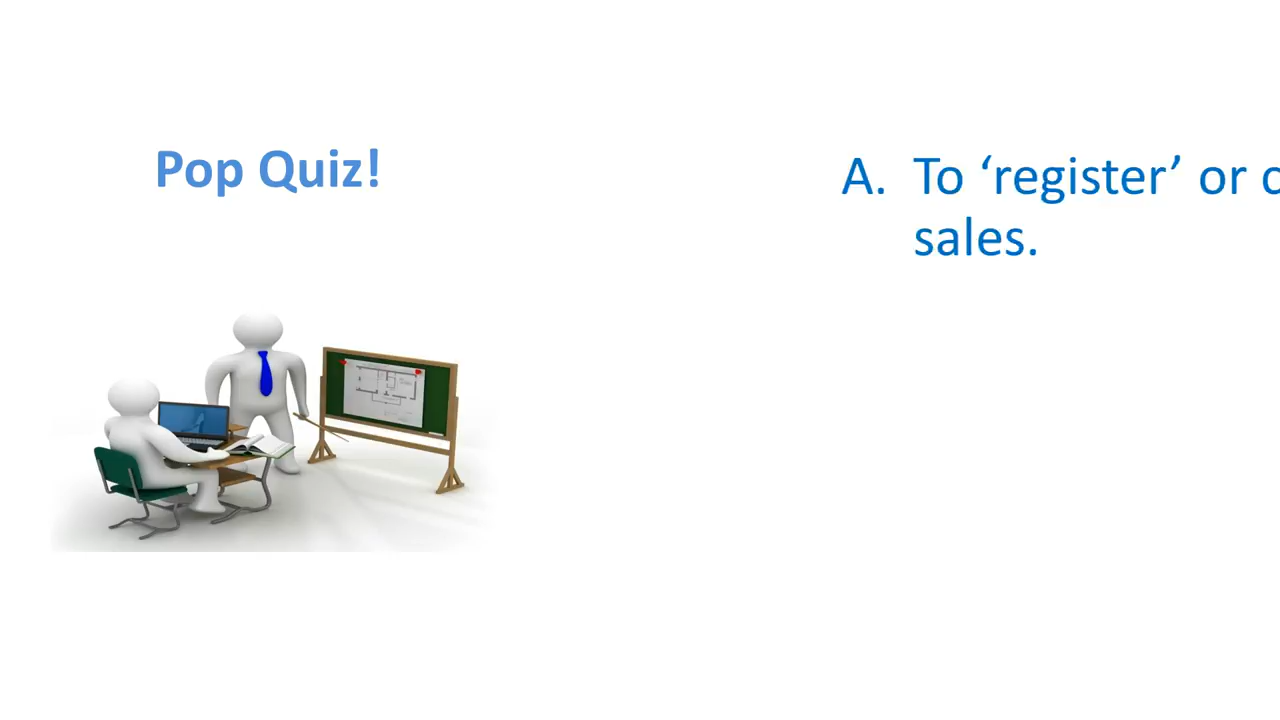 Pop Quiz!
A. To ‘register’ or
sales.